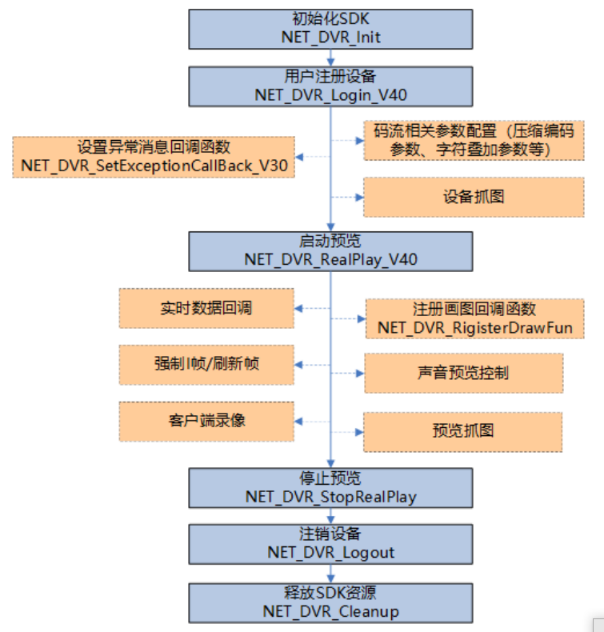 初始化SDK
NET_DVR_Init
用户注册设备
NET_DVR_Login_V40
设置异常消息回调函数
NET_DVR_SetExceptionCallBack_V30
码流相关参数配置（压缩编码
参数、字符叠加参数等）
设备抓图
启动预览
NET_DVR_RealPlay_V40
实时数据回调
注册画图回调函数
NET_DVR_RigisterDrawFun
强制I帧/刷新帧
声音预览控制
客户端录像
预览抓图
停止预览
NET_DVR_StopRealPlay
注销设备
NET_DVR_Logout
释放SDK资源
NET_DVR_Cleanup